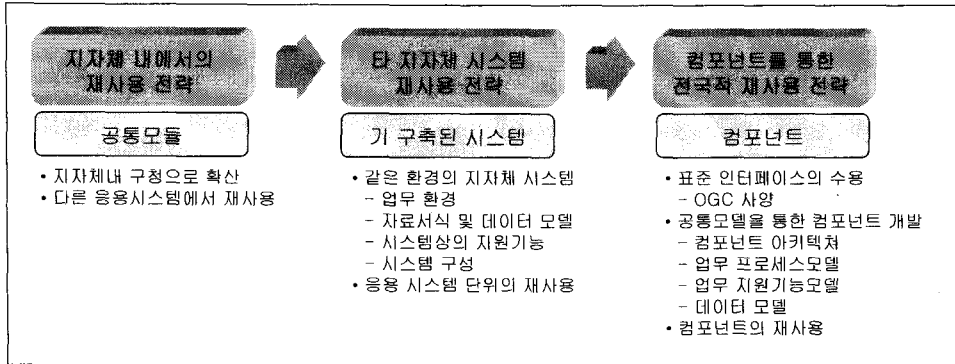 지자체 내에서의
재사용 전략
공통모듈
• 지자체내 구청으로 확산
• 다른 응용시스템에서 재사용
타 지자체 시스템
재사용 전략
기 구축된 시스템
• 같은 환경의 지자체 시스템
- 업무 환경
- 자료서식 및 데이터 모델
- 시스템상의 지원기능
- 시스템 구성
• 응용 시스템 단위의 재사용
컴포넌트를 통한
전국적 재사용 전략
컴포넌트
• 표준 인터페이스의 수용
- OGC 사양
• 공통모델을 통한 컴포넌트 개발
- 컴포넌트 아키텍쳐
- 업무 프로세스모델
- 업무 지원기능모델
- 데이터 모델
• 컴포넌트의 재사용